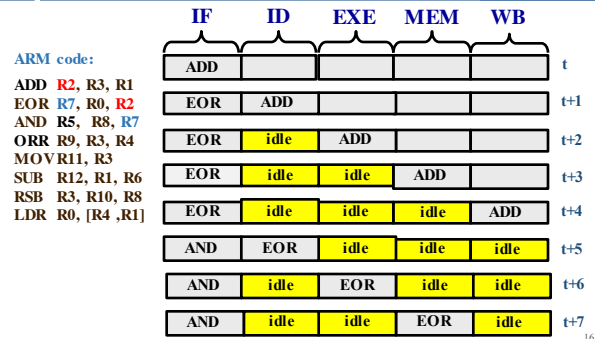 IF ID EXE MEM WB
ARM code:
ADD R2, R3, R1
EOR R7, R0, R2
AND R5, R8, R7
ORR R9, R3, R4
MOV R11, R3
SUB R12, R1, R6
RSB R3, R10, R8
LDR R0, [R4 ,R1]
ADD t
EOR ADD t+1
EOR idle ADD t+2
EOR idle idle ADD t+3
EOR idle idle idle ADD t+4
AND EOR idle idle idle t+5
AND idle EOR idle idle t+6
AND idle idle EOR idle t+7
16